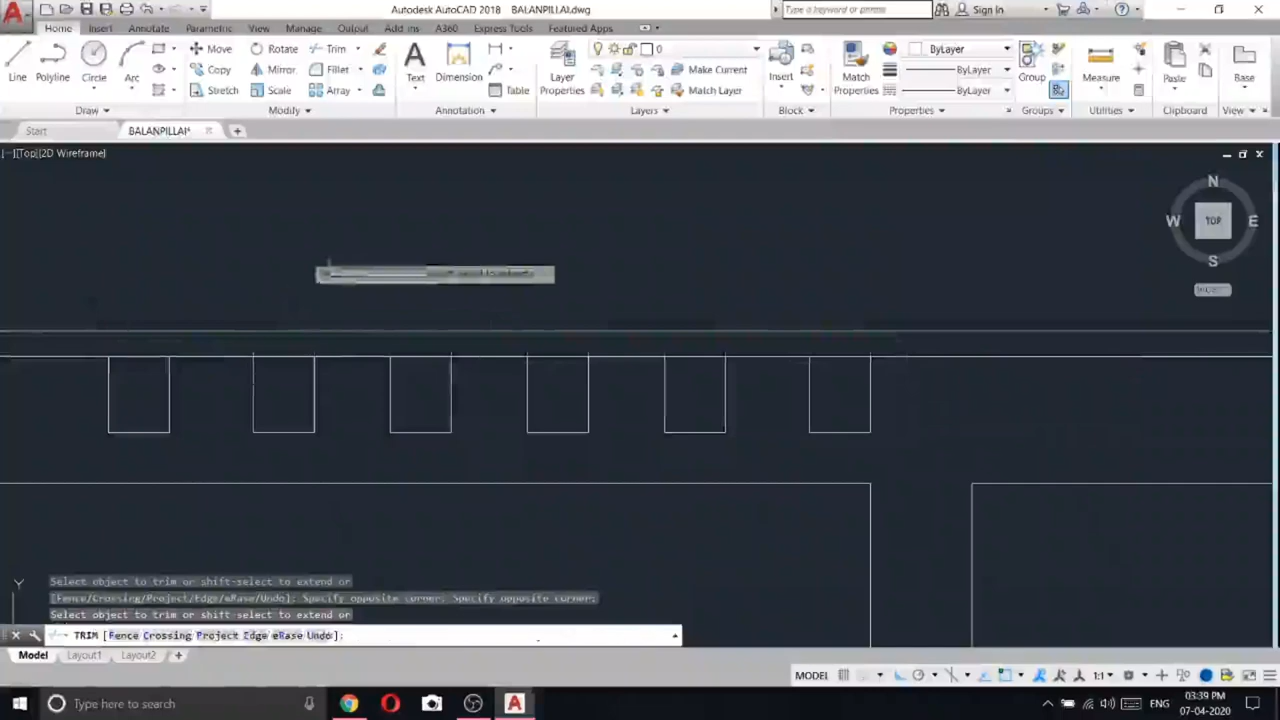 Autodesk AutoCAD 2018 BALANPILLAI.dwg
Type a keyword or phrase
Sign In
Home Insert Annotate Parametric View Manage Output Add-ins A360 Express Tools Featured Apps
Line
Polyline
Circle
Arc
Move Rotate Trim
Copy Mirror Fillet
Stretch Scale Array
Text
Dimension
Table
Layer
Properties
0
Make Current
Match Layer
Insert
Match
Properties
ByLayer
ByLayer
ByLayer
Group
Measure
Paste
Base
Draw Modify Annotation Layers Block Properties Groups Utilities Clipboard View
Start BALANPILLAI*
[Top][2D Wireframe]
N
W TOP E
S
Select object to trim or shift-select to extend or
[Fence/Crossing/Project/Edge/eRase/Undo]: Specify opposite corner: Specify opposite corner:
Select object to trim or shift-select to extend or
TRIM [Fence Crossing Project Edge eRase Undo]:
Y
Model Layout1 Layout2
MODEL 1:1
Type here to search
ENG
03:39 PM
07-04-2020